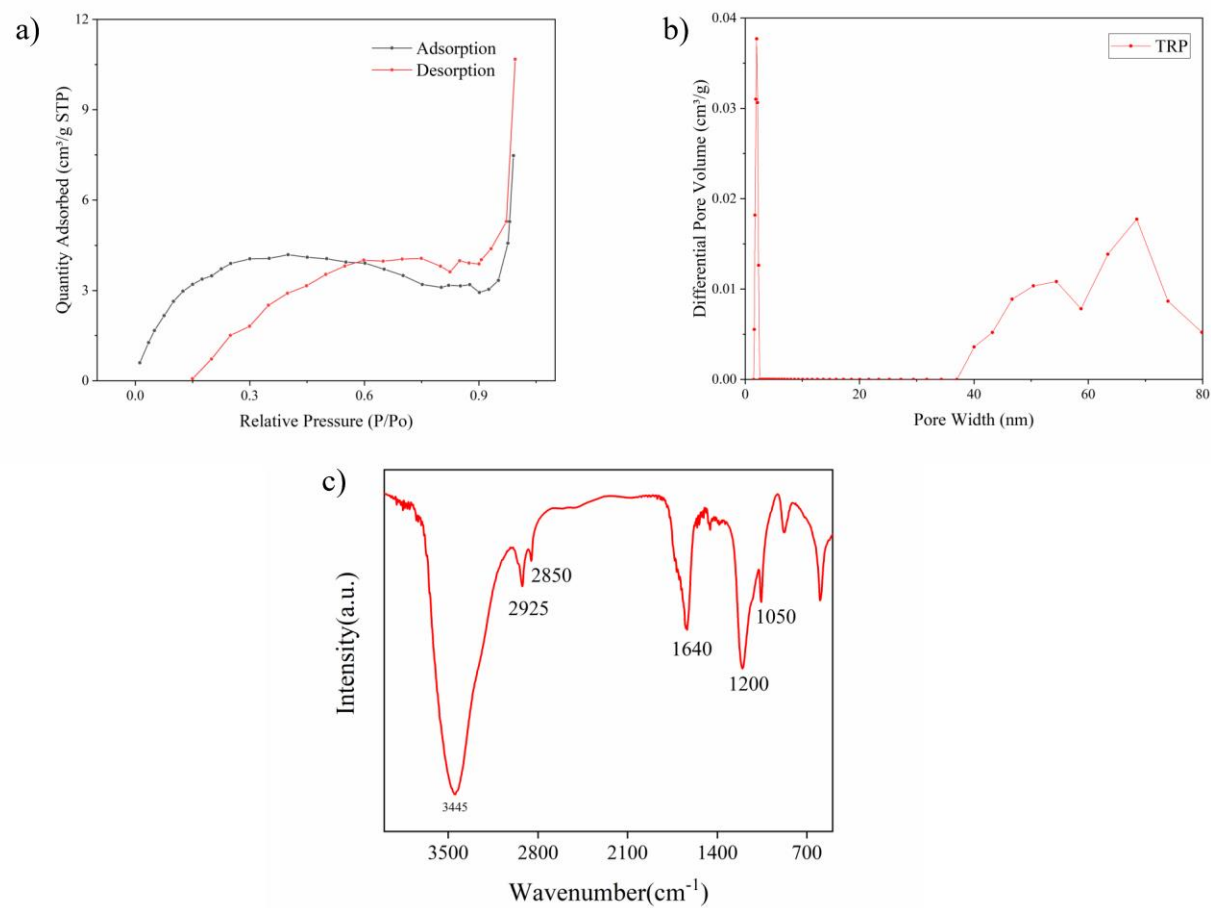 a)
12
9
6
3
0
Quantity Adsorbed (cm³/g STP)
Adsorption
Desorption
0.0 0.3 0.6 0.9
Relative Pressure (P/Po)
b)
0.04
0.03
0.02
0.01
0.00
Differential Pore Volume (cm³/g)
TRP
0 20 40 60 80
Pore Width (nm)
c)
Intensity(a.u.)
2850
2925
1050
1640
1200
3445
3500 2800 2100 1400 700
Wavenumber(cm⁻¹)